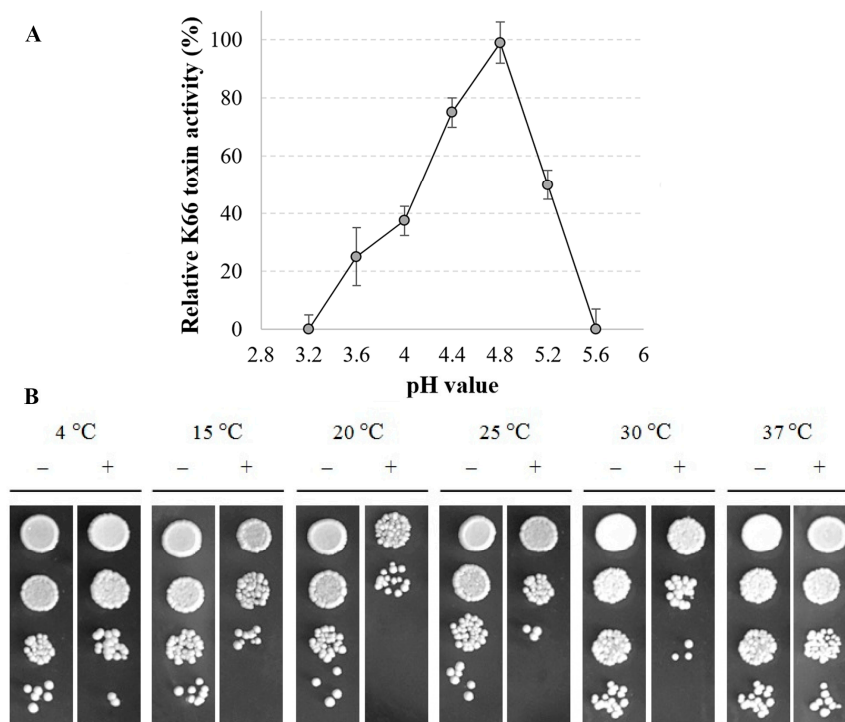 A
Relative K66 toxin activity (%)
100
80
60
40
20
0
2.8 3.2 3.6 4 4.4 4.8 5.2 5.6 6
pH value
B
4 °C 15 °C 20 °C 25 °C 30 °C 37 °C
– + – + – + – + – + – +